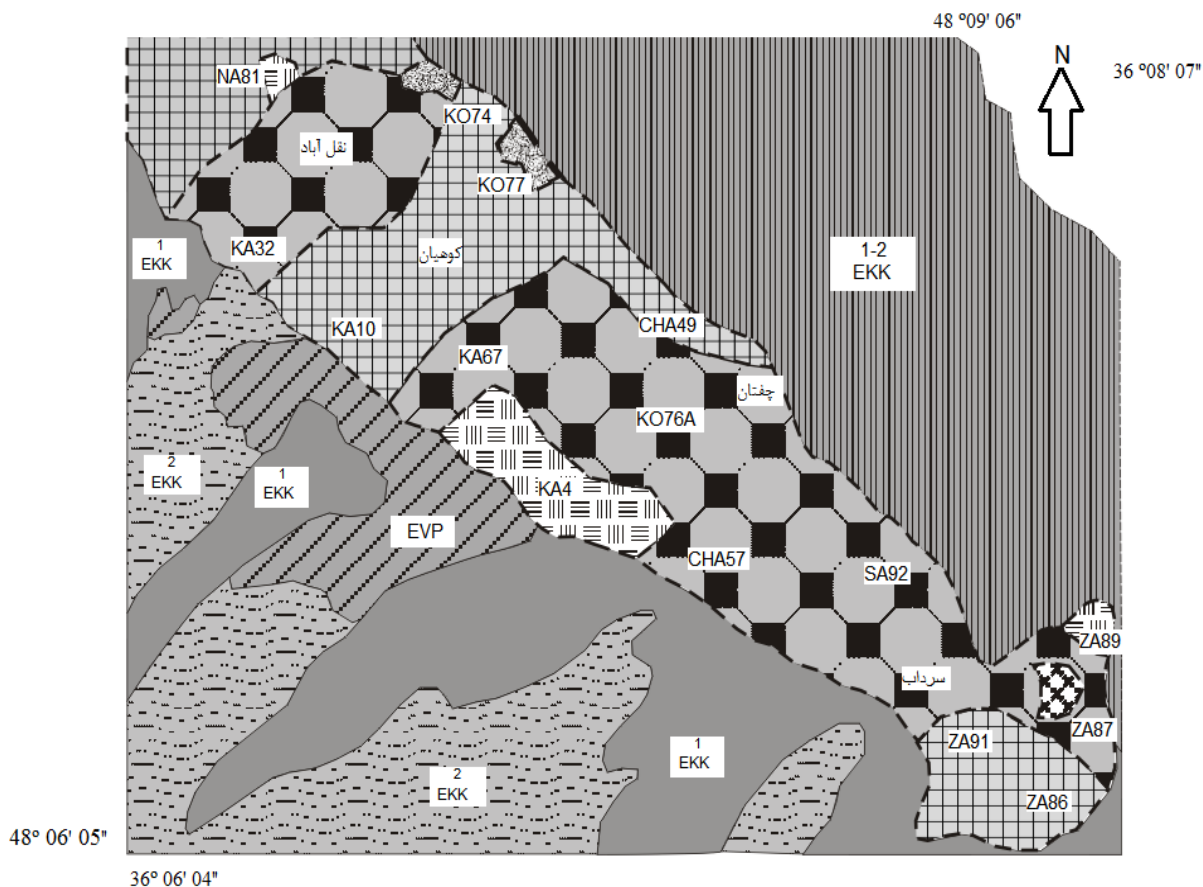 48 º09' 06"
N
36 º08' 07"
NA81
KO74
نقل آباد
KO77
KA32
کوهیان
1
EKK
1-2
EKK
KA10
CHA49
KA67
چفتان
KO76A
2
EKK
1
EKK
KA4
EVP
CHA57
SA92
ZA89
سرداب
ZA87
ZA91
1
EKK
2
EKK
ZA86
48º 06' 05"
36º 06' 04"